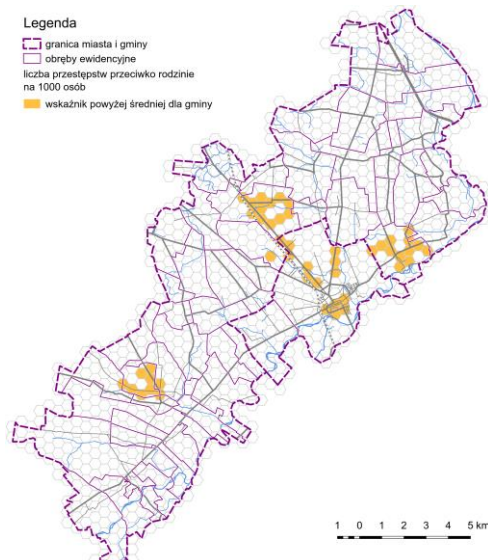 Legenda
granica miasta i gminy
obręby ewidencyjne
liczba przestępstw przeciwko rodzinie
na 1000 osób
wskaźnik powyżej średniej dla gminy
1 0 1 2 3 4 5 km